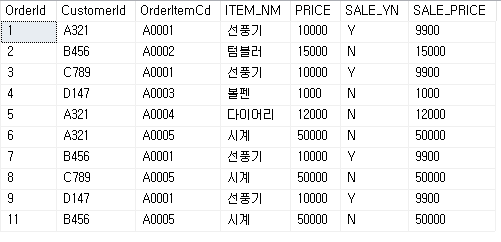 OrderId CustomerId OrderItemCd ITEM_NM PRICE SALE_YN SALE_PRICE
1 A321 A0001 선풍기 10000 Y 9900
2 B456 A0002 텀블러 15000 N 15000
3 C789 A0001 선풍기 10000 Y 9900
4 D147 A0003 볼펜 1000 N 1000
5 A321 A0004 다이어리 12000 N 12000
6 A321 A0005 시계 50000 N 50000
7 B456 A0001 선풍기 10000 Y 9900
8 C789 A0005 시계 50000 N 50000
9 D147 A0001 선풍기 10000 Y 9900
11 B456 A0005 시계 50000 N 50000